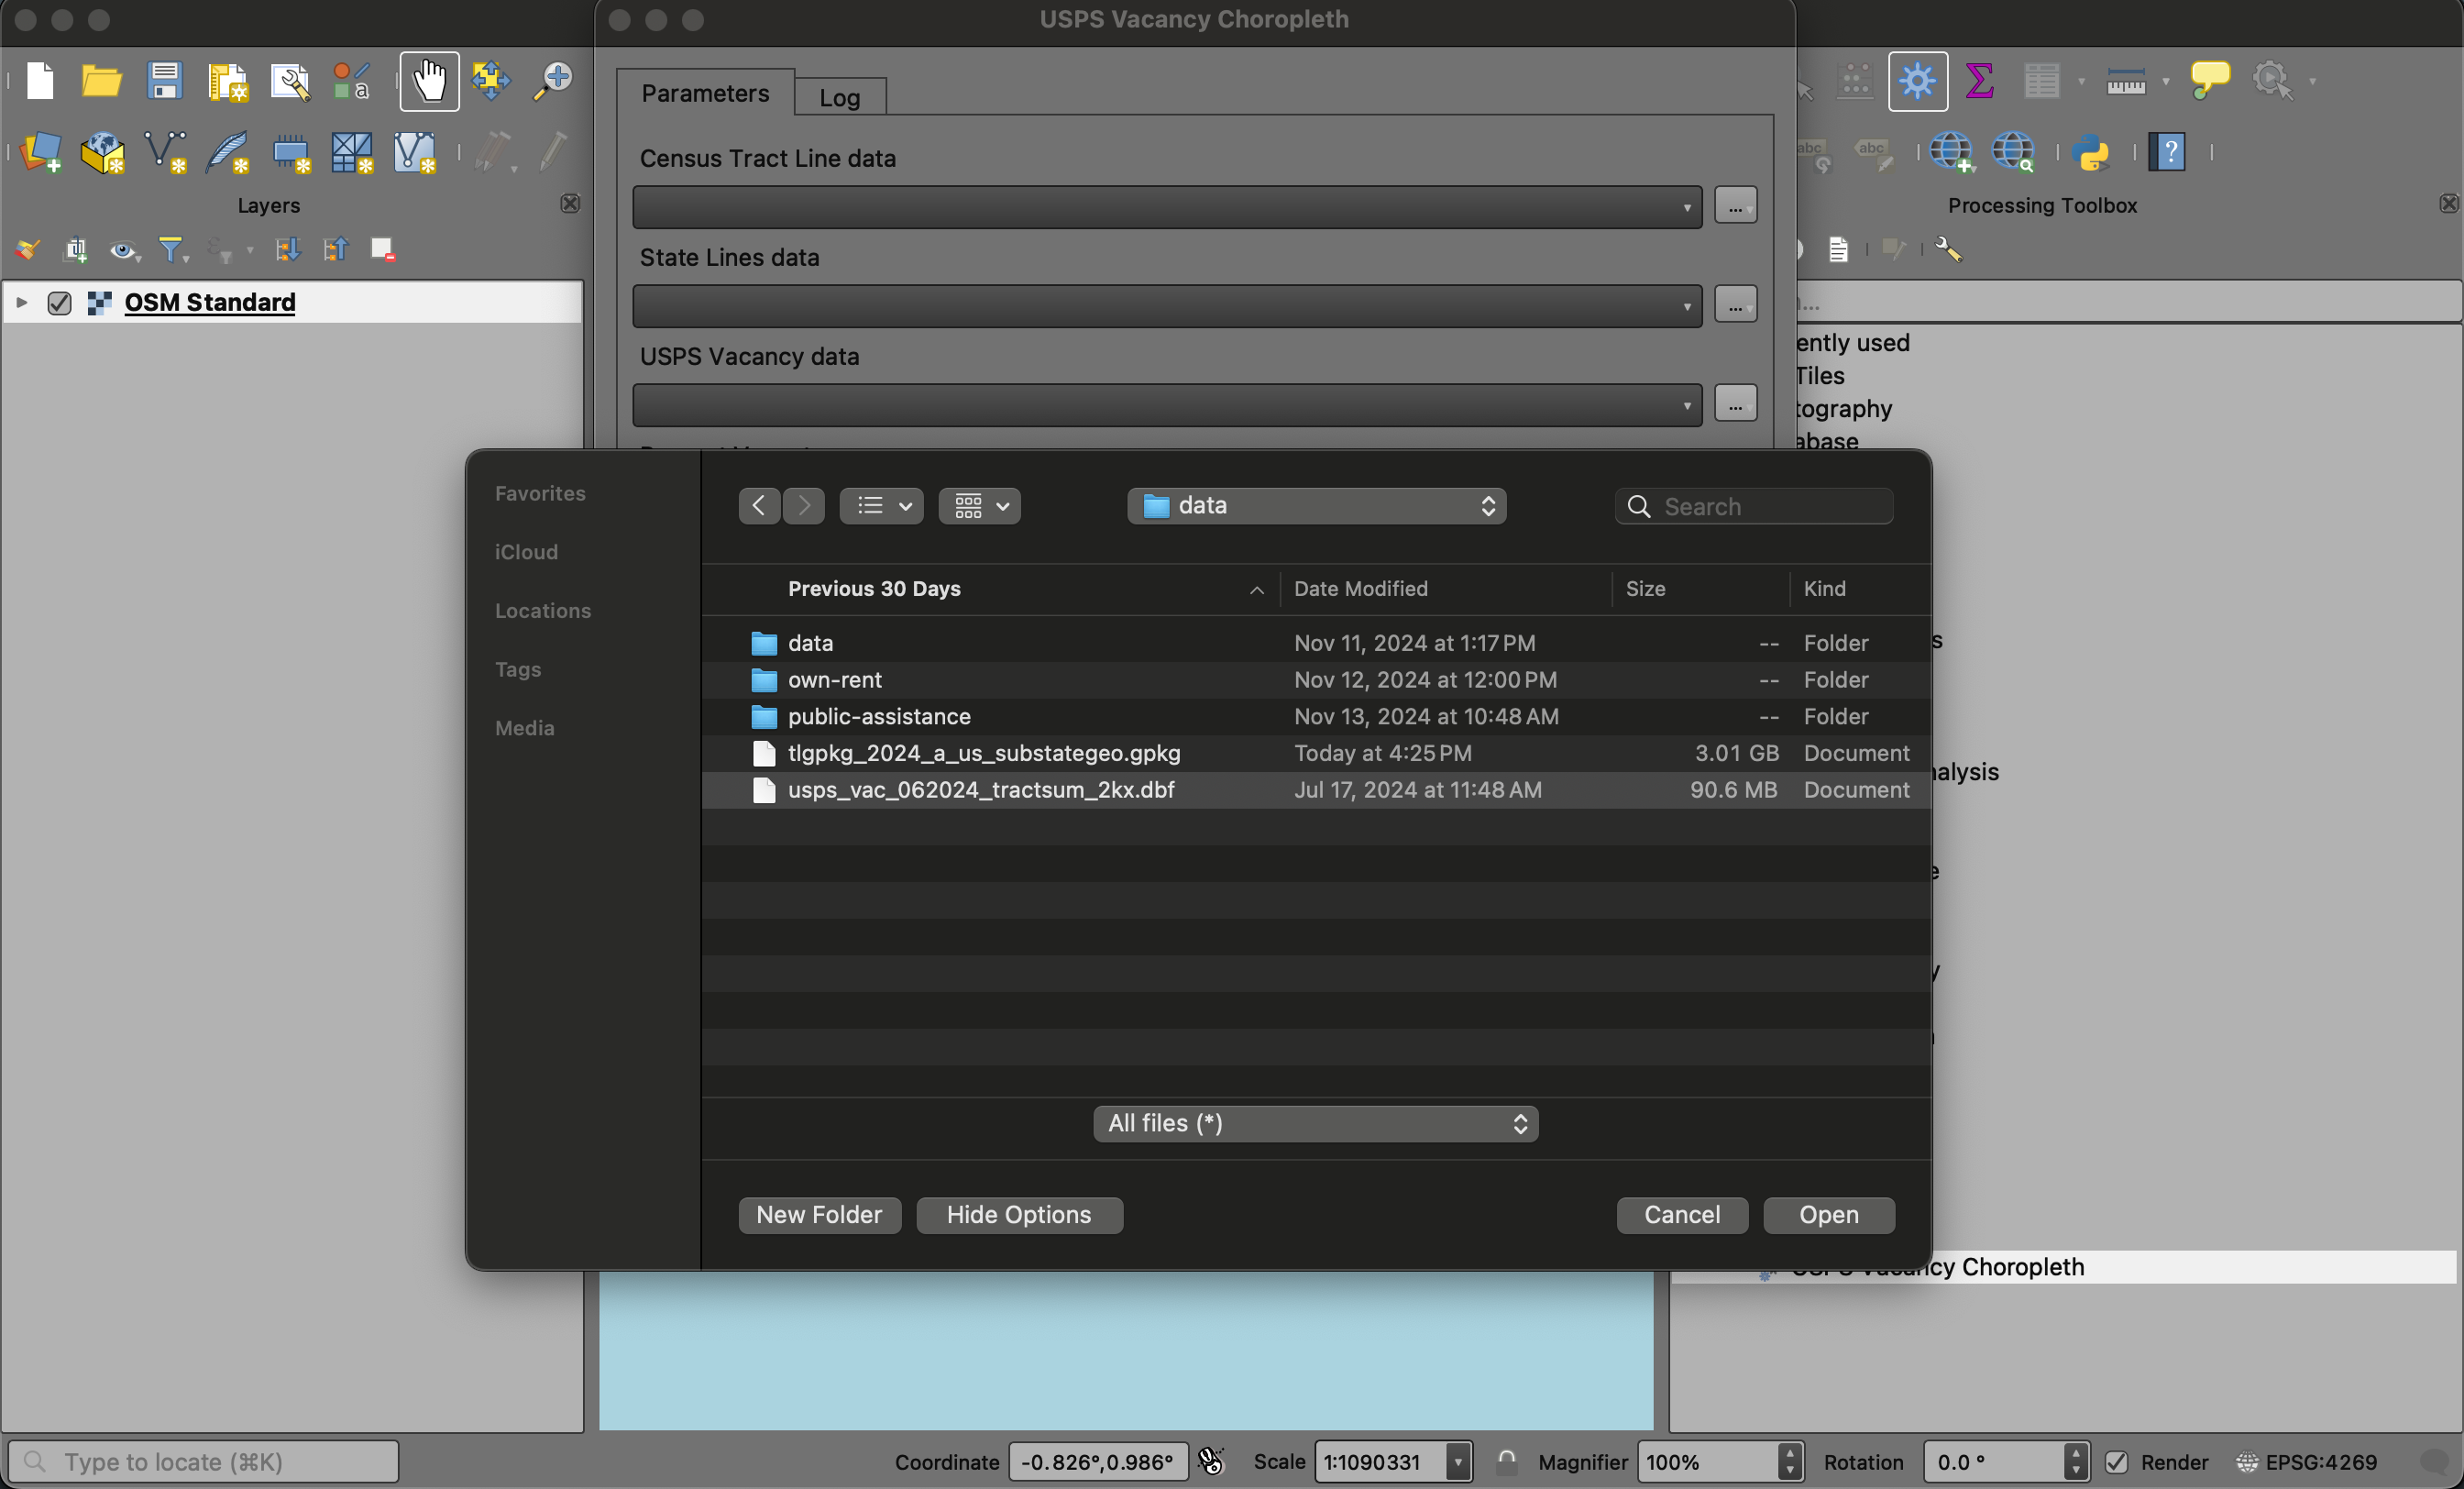 USPS Vacancy Choropleth
Parameters
Log
Census Tract Line data
...
State Lines data
...
USPS Vacancy data
...
Layers
OSM Standard
Processing Toolbox
...
ently used
Tiles
tography
abase
s
alysis
e
y
Vacancy Choropleth
Favorites
iCloud
Locations
Tags
Media
data
Search
Previous 30 Days Date Modified Size Kind
data Nov 11, 2024 at 1:17 PM -- Folder
own-rent Nov 12, 2024 at 12:00 PM -- Folder
public-assistance Nov 13, 2024 at 10:48 AM -- Folder
tlgpkg_2024_a_us_substategeo.gpkg Today at 4:25 PM 3.01 GB Document
usps_vac_062024_tractsum_2kx.dbf Jul 17, 2024 at 11:48 AM 90.6 MB Document
All files (*)
New Folder Hide Options Cancel Open
Type to locate (⌘K) Coordinate -0.826°,0.986° Scale 1:1090331 Magnifier 100% Rotation 0.0 ° Render EPSG:4269